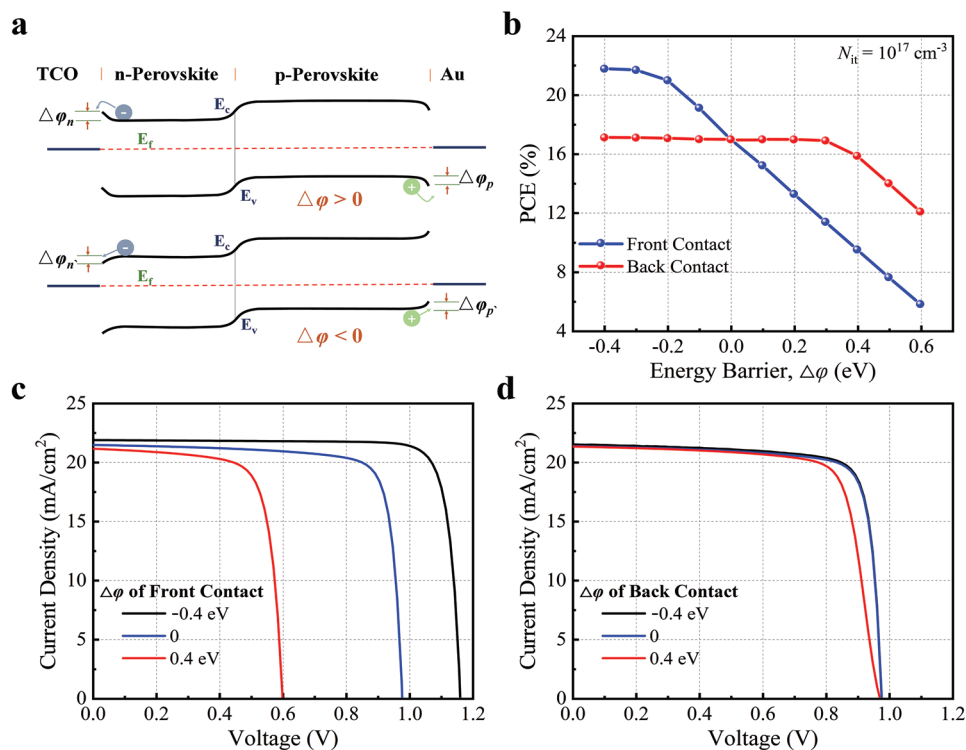 a
TCO n-Perovskite p-Perovskite Au
△φn - Ec
Ef
△φp
+
Ev △φ > 0
△φn` - Ec
Ef
△φp`
+
Ev △φ < 0
b
Nit = 10^17 cm-3
PCE (%)
24
20
16
12
8
4
Front Contact
Back Contact
-0.4 -0.2 0.0 0.2 0.4 0.6
Energy Barrier, △φ (eV)
c
Current Density (mA/cm²)
25
20
15
10
5
0
△φ of Front Contact
-0.4 eV
0
0.4 eV
0.0 0.2 0.4 0.6 0.8 1.0 1.2
Voltage (V)
d
Current Density (mA/cm²)
25
20
15
10
5
0
△φ of Back Contact
-0.4 eV
0
0.4 eV
0.0 0.2 0.4 0.6 0.8 1.0 1.2
Voltage (V)